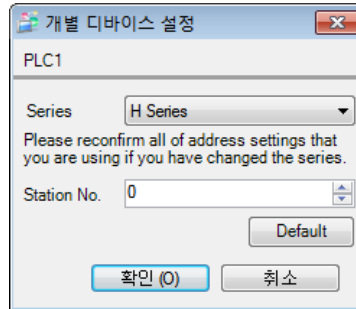 개별 디바이스 설정
PLC1
Series H Series
Please reconfirm all of address settings that
you are using if you have changed the series.
Station No. 0
Default
확인 (O) 취소